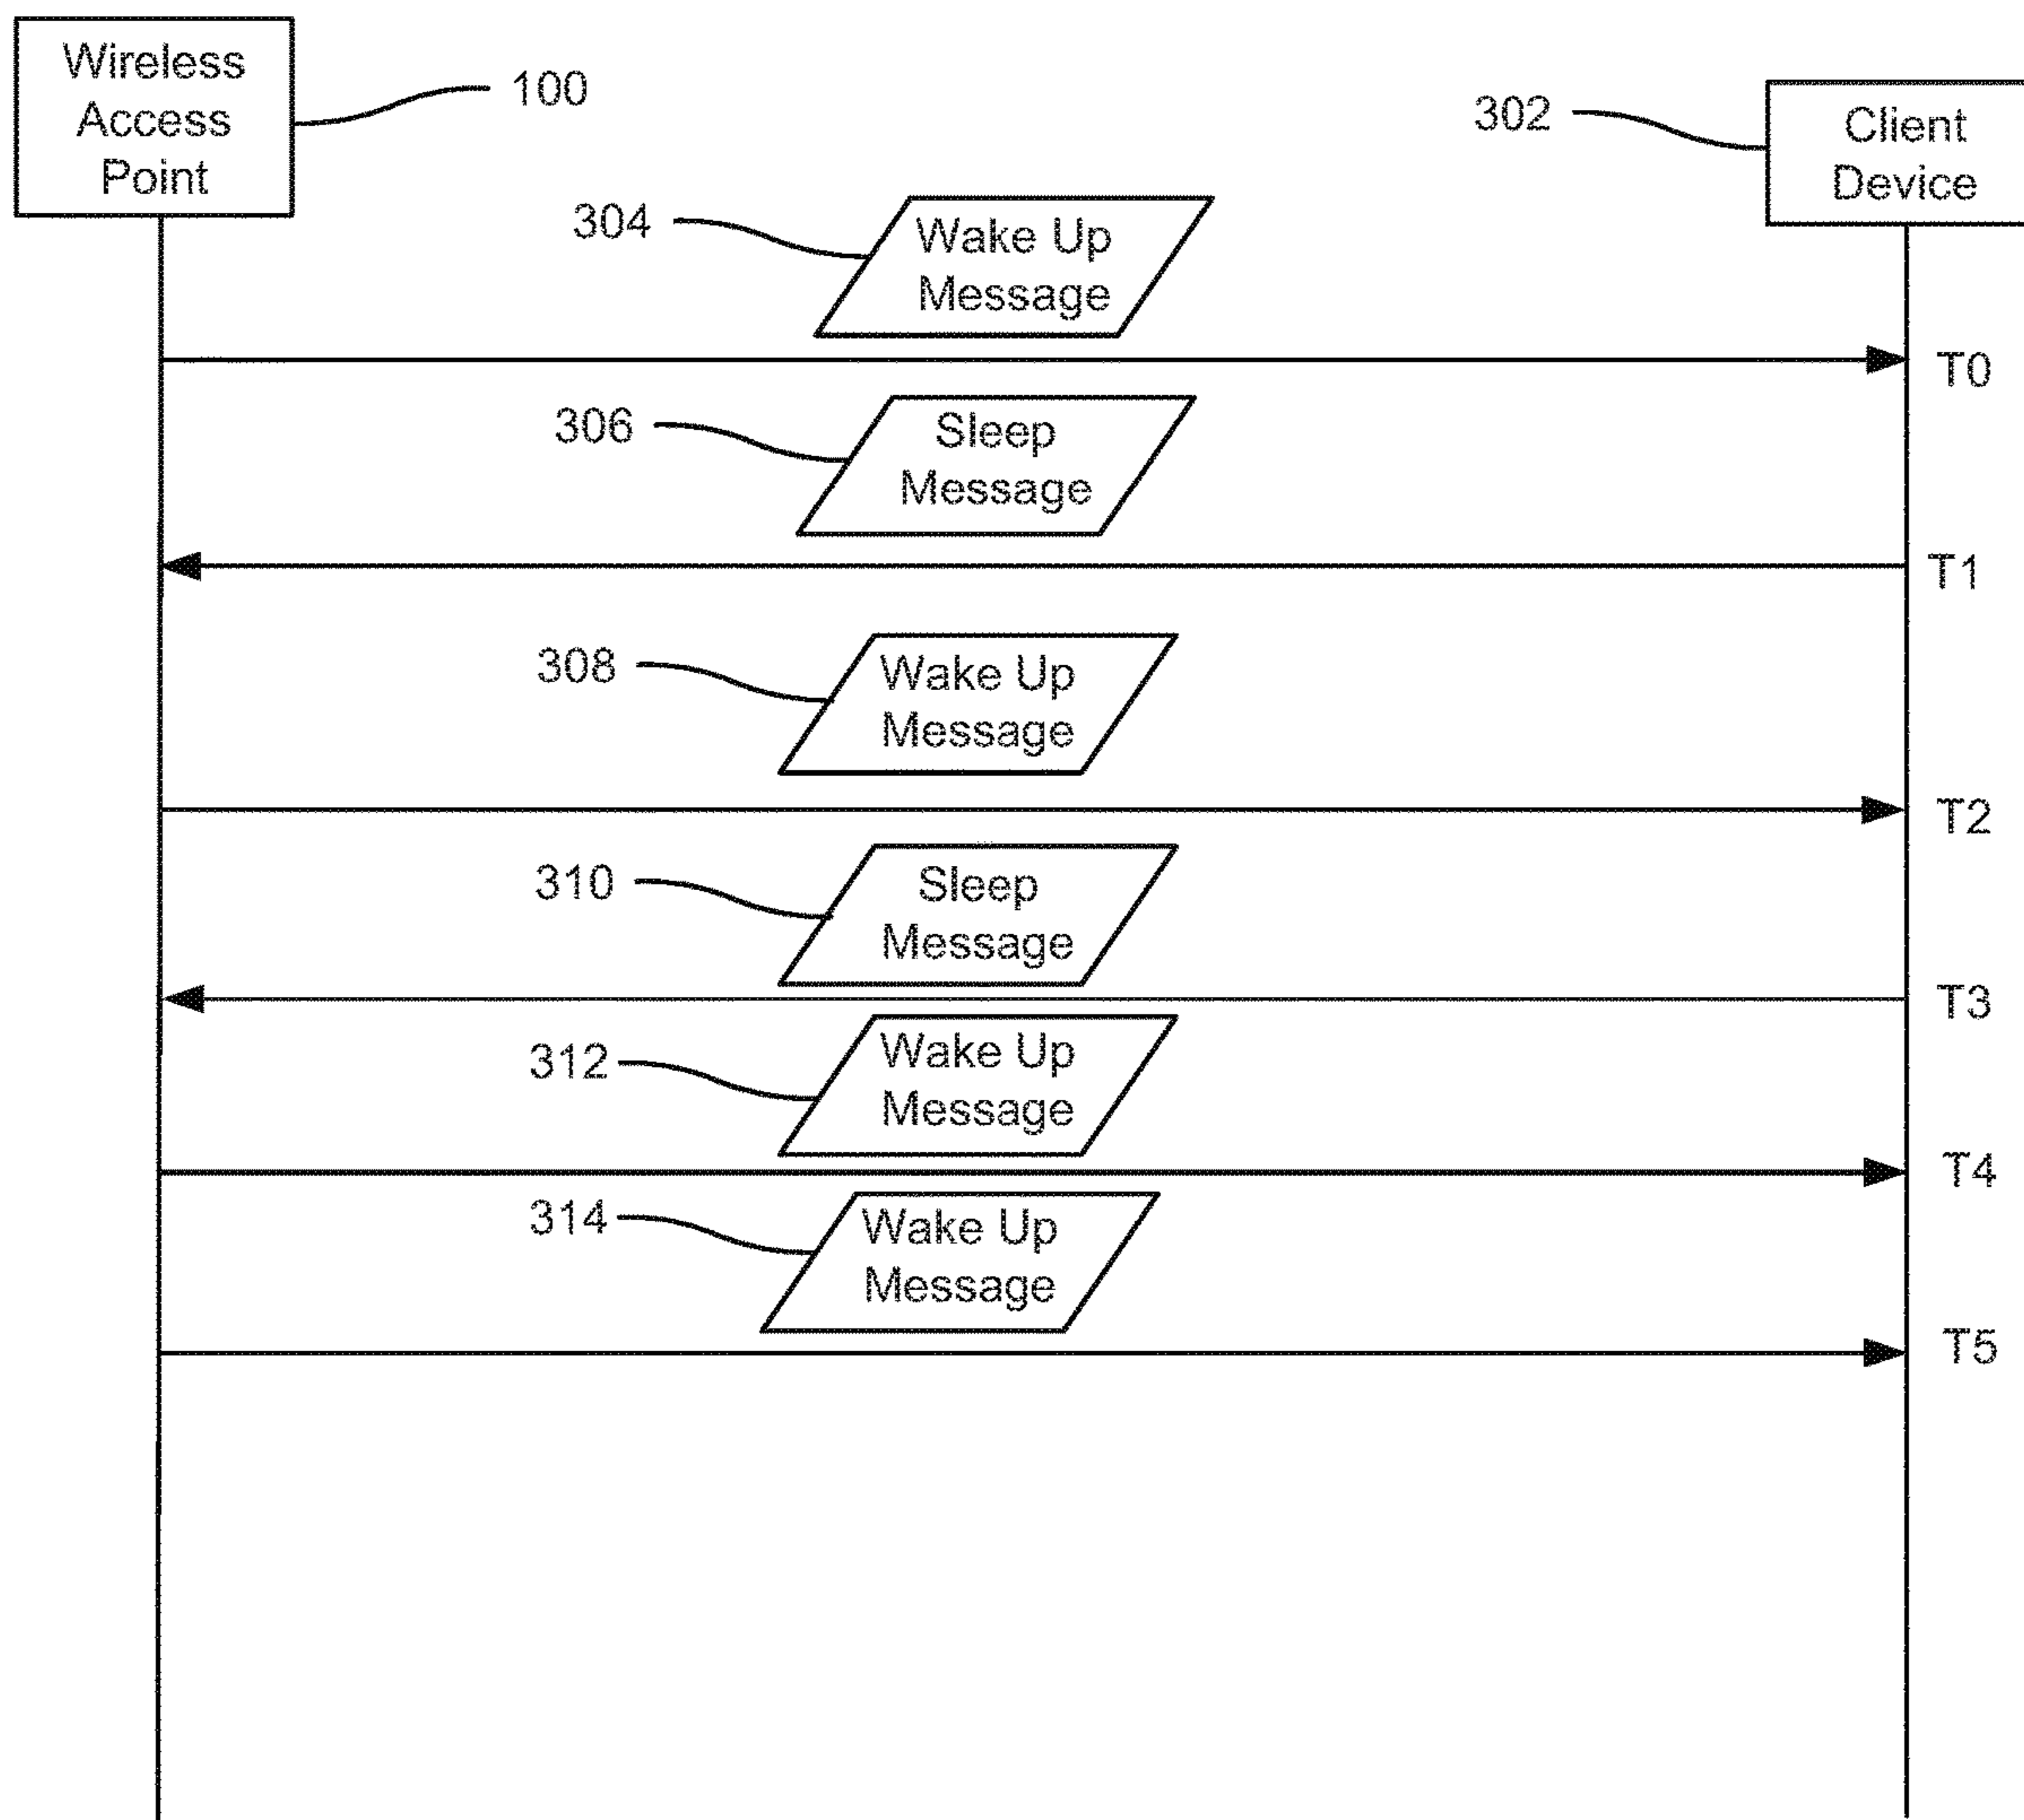 Wireless
Access
Point
100
302
Client
Device
304
Wake Up
Message
T0
306
Sleep
Message
T1
308
Wake Up
Message
T2
310
Sleep
Message
T3
312
Wake Up
Message
T4
314
Wake Up
Message
T5